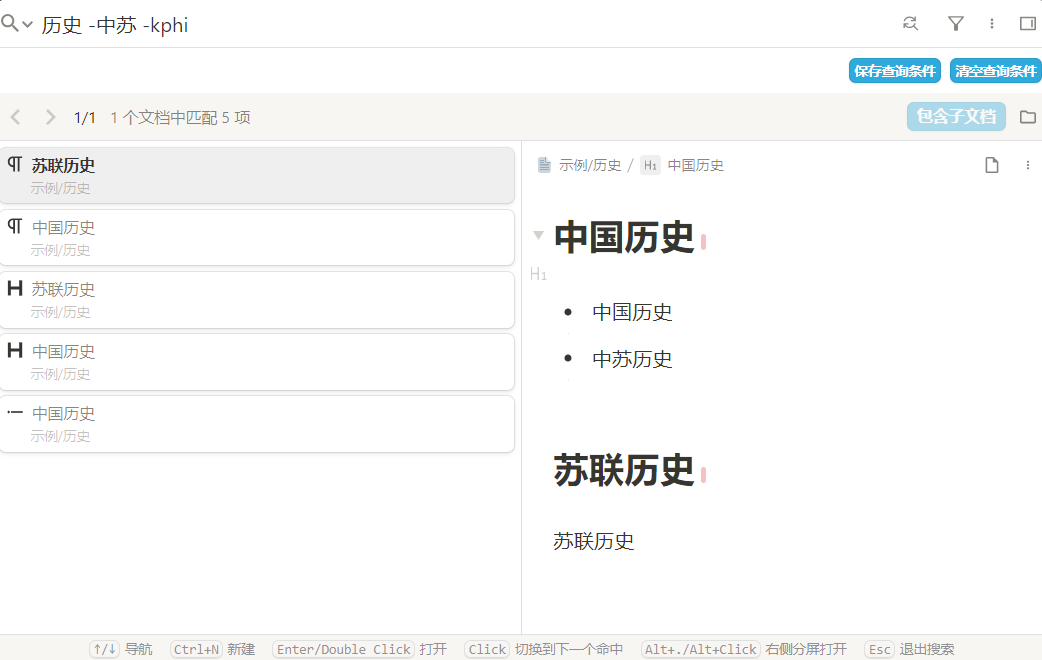 历史 -中苏 -kphi
保存查询条件 清空查询条件
1/1 1 个文档中匹配 5 项 包含子文档
苏联历史
示例/历史
中国历史
示例/历史
H 苏联历史
示例/历史
H 中国历史
示例/历史
中国历史
示例/历史
示例/历史 / H1 中国历史
中国历史
H1
• 中国历史
• 中苏历史
苏联历史
苏联历史
↑/↓ 导航 Ctrl+N 新建 Enter/Double Click 打开 Click 切换到下一个命中 Alt+./Alt+Click 右侧分屏打开 Esc 退出搜索